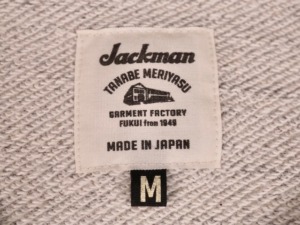 Jackman
TANABE MERIYASU
GARMENT FACTORY
FUKUI from 1949
MADE IN JAPAN
M